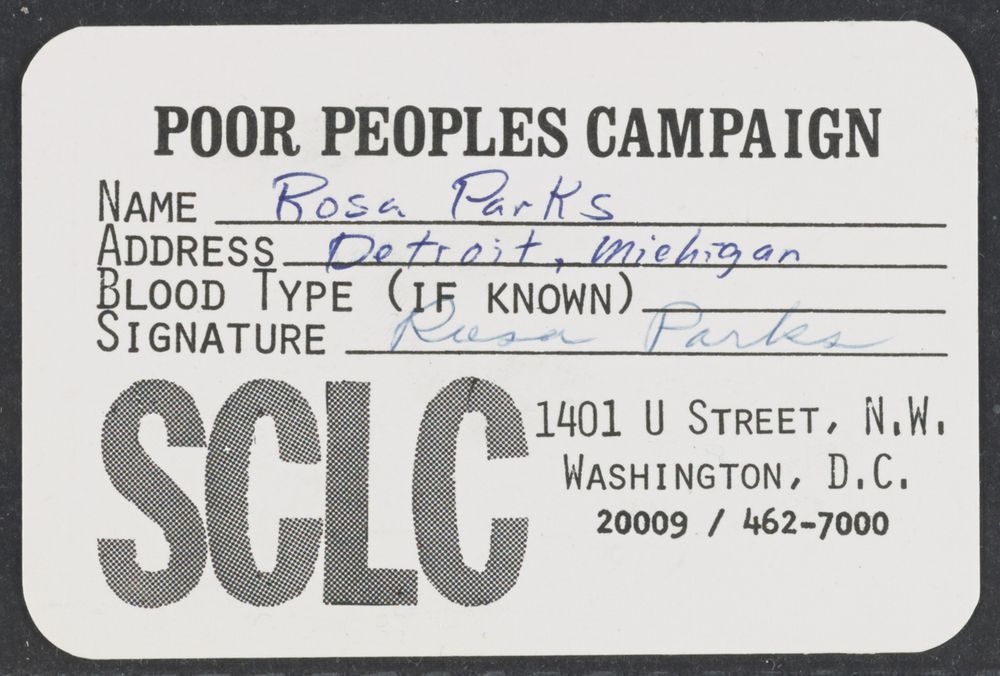 POOR PEOPLES CAMPAIGN
NAME Rosa Parks
ADDRESS Detroit, Michigan
BLOOD TYPE (IF KNOWN)
SIGNATURE Rosa Parks
SCLC
1401 U STREET, N.W.
WASHINGTON, D.C.
20009 / 462-7000